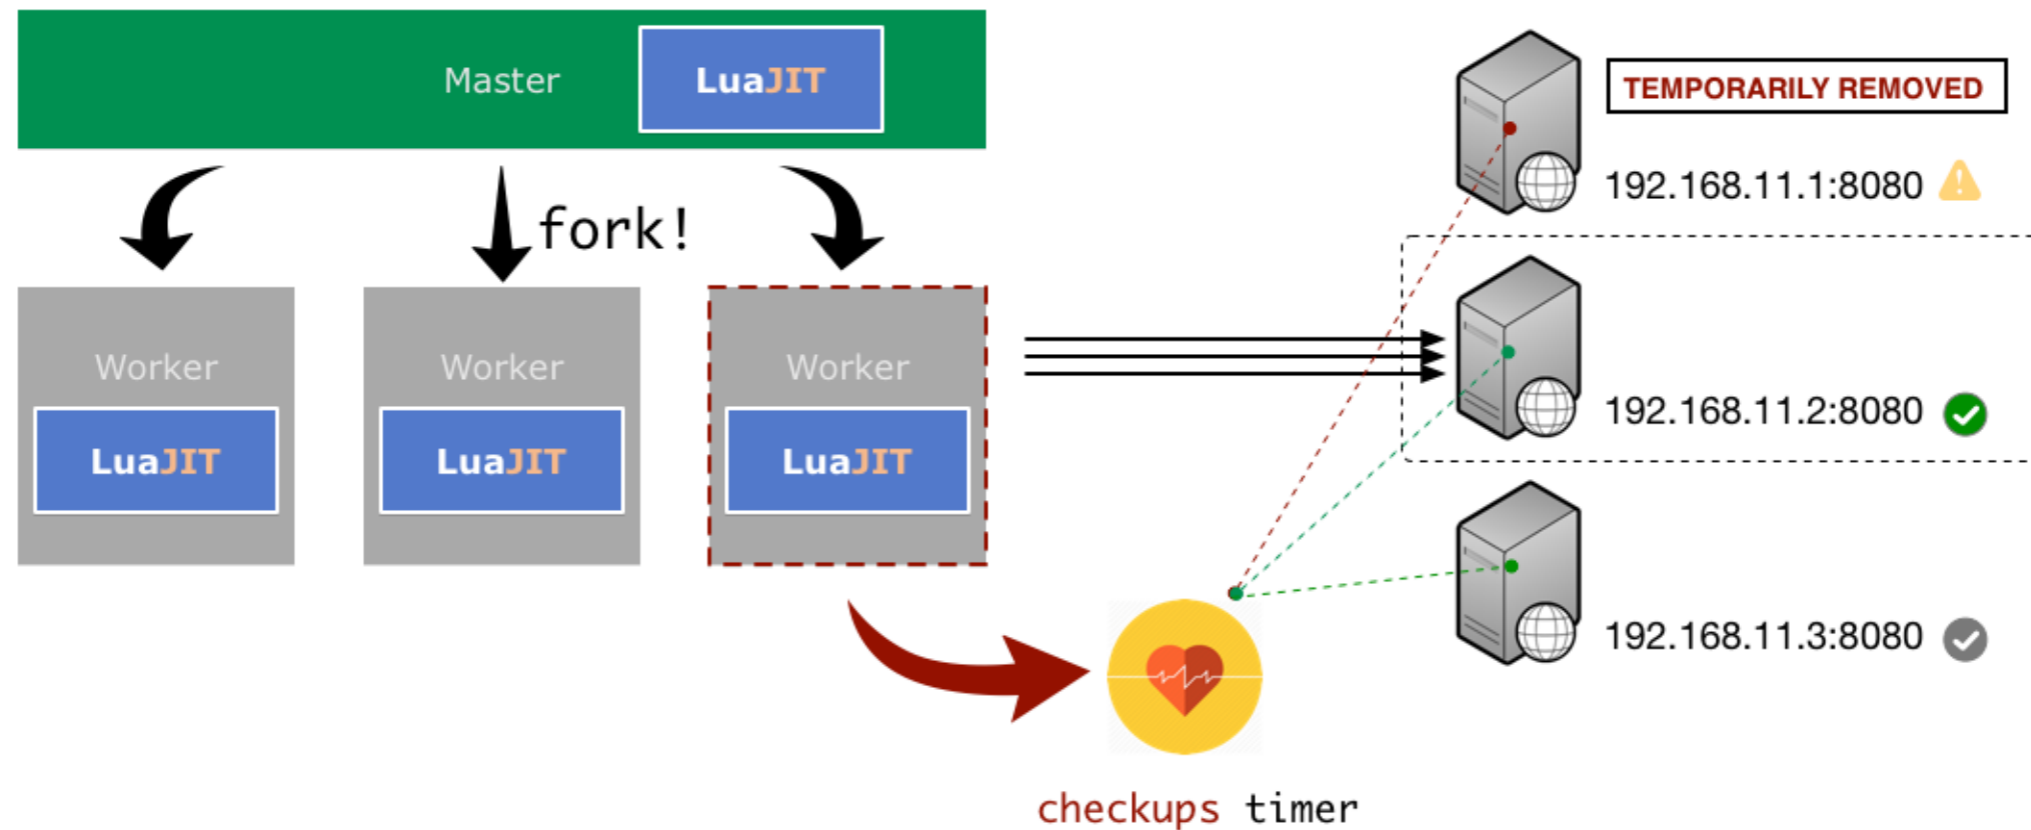 Master
LuaJIT
fork!
Worker
LuaJIT
Worker
LuaJIT
Worker
LuaJIT
TEMPORARILY REMOVED
192.168.11.1:8080
192.168.11.2:8080
192.168.11.3:8080
checkups timer